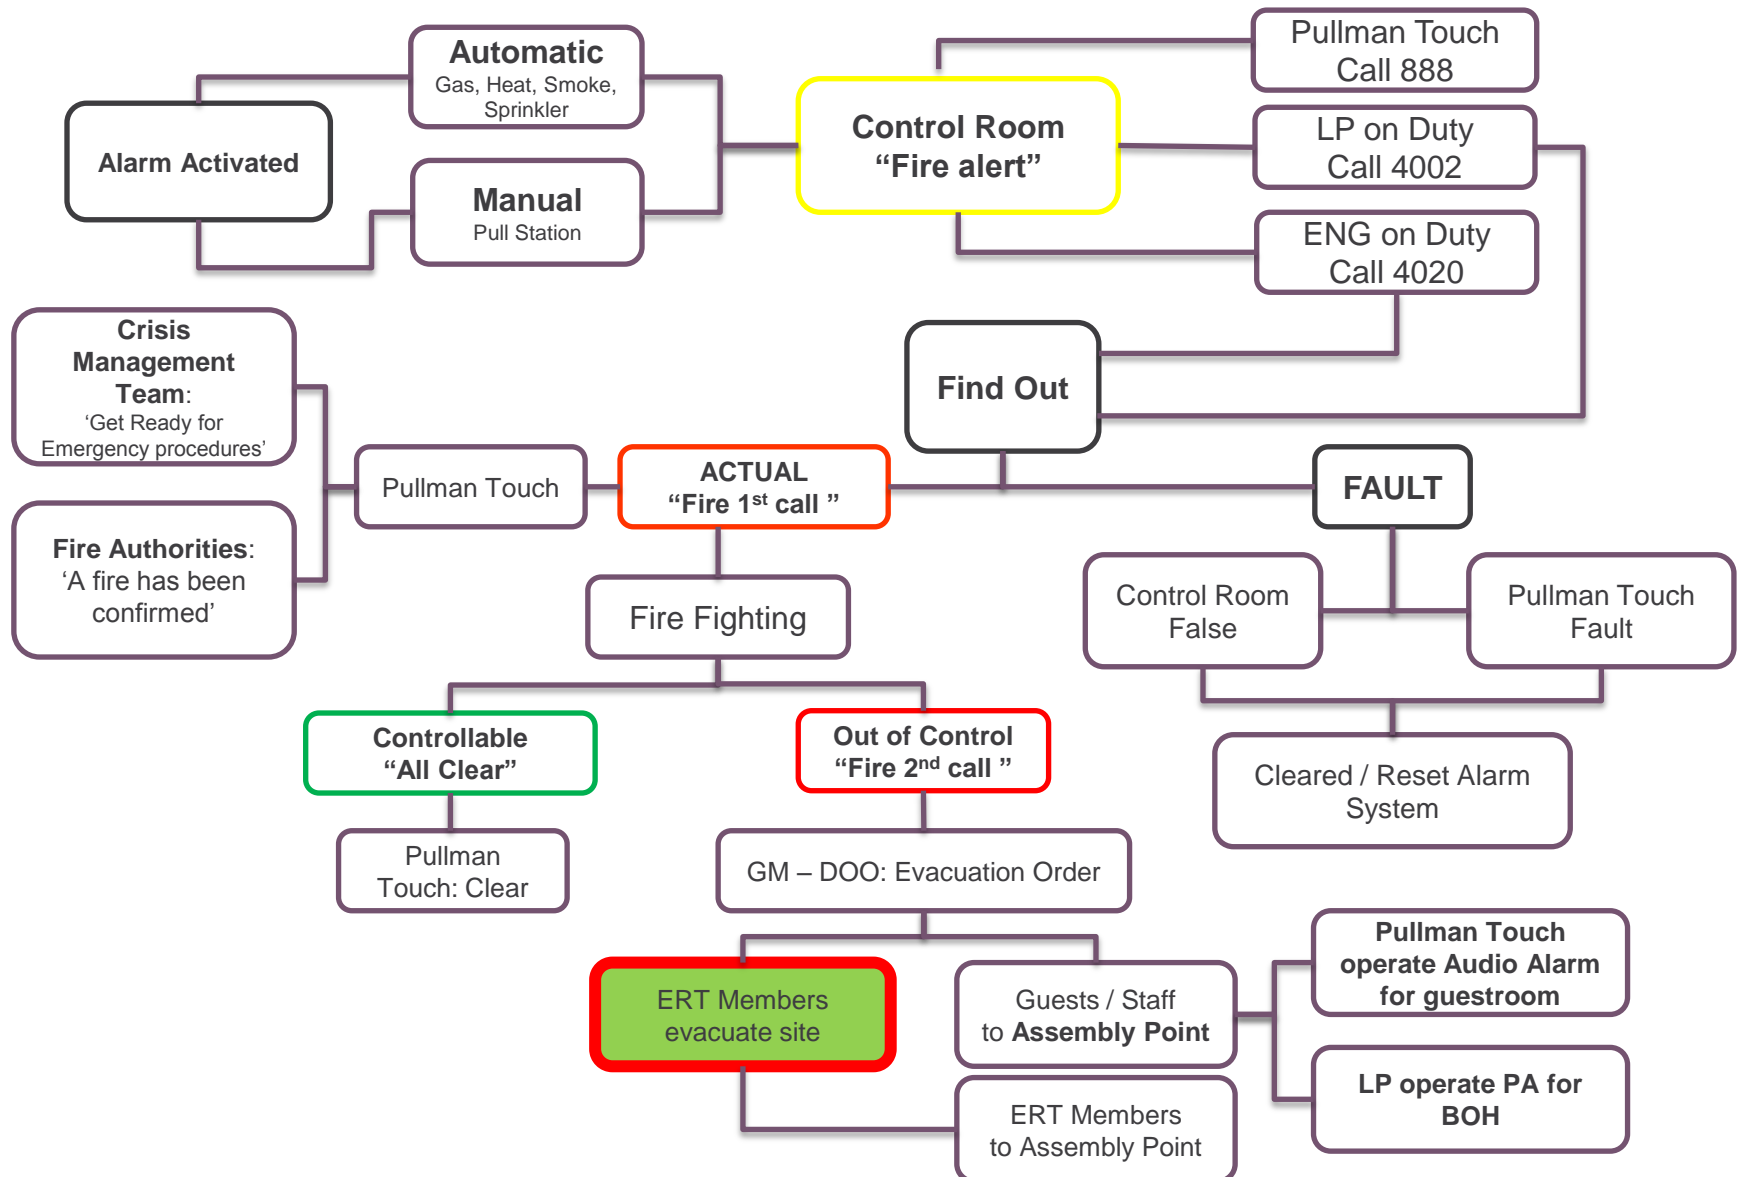 Automatic
Gas, Heat, Smoke,
Sprinkler
Alarm Activated
Manual
Pull Station
Control Room
“Fire alert”
Pullman Touch
Call 888
LP on Duty
Call 4002
ENG on Duty
Call 4020
Crisis
Management
Team:
‘Get Ready for
Emergency procedures’
Find Out
Pullman Touch
ACTUAL
“Fire 1st call ”
FAULT
Fire Authorities:
‘A fire has been
confirmed’
Fire Fighting
Control Room
False
Pullman Touch
Fault
Controllable
“All Clear”
Out of Control
“Fire 2nd call ”
Cleared / Reset Alarm
System
Pullman
Touch: Clear
GM – DOO: Evacuation Order
ERT Members
evacuate site
Guests / Staff
to Assembly Point
Pullman Touch
operate Audio Alarm
for guestroom
LP operate PA for
BOH
ERT Members
to Assembly Point